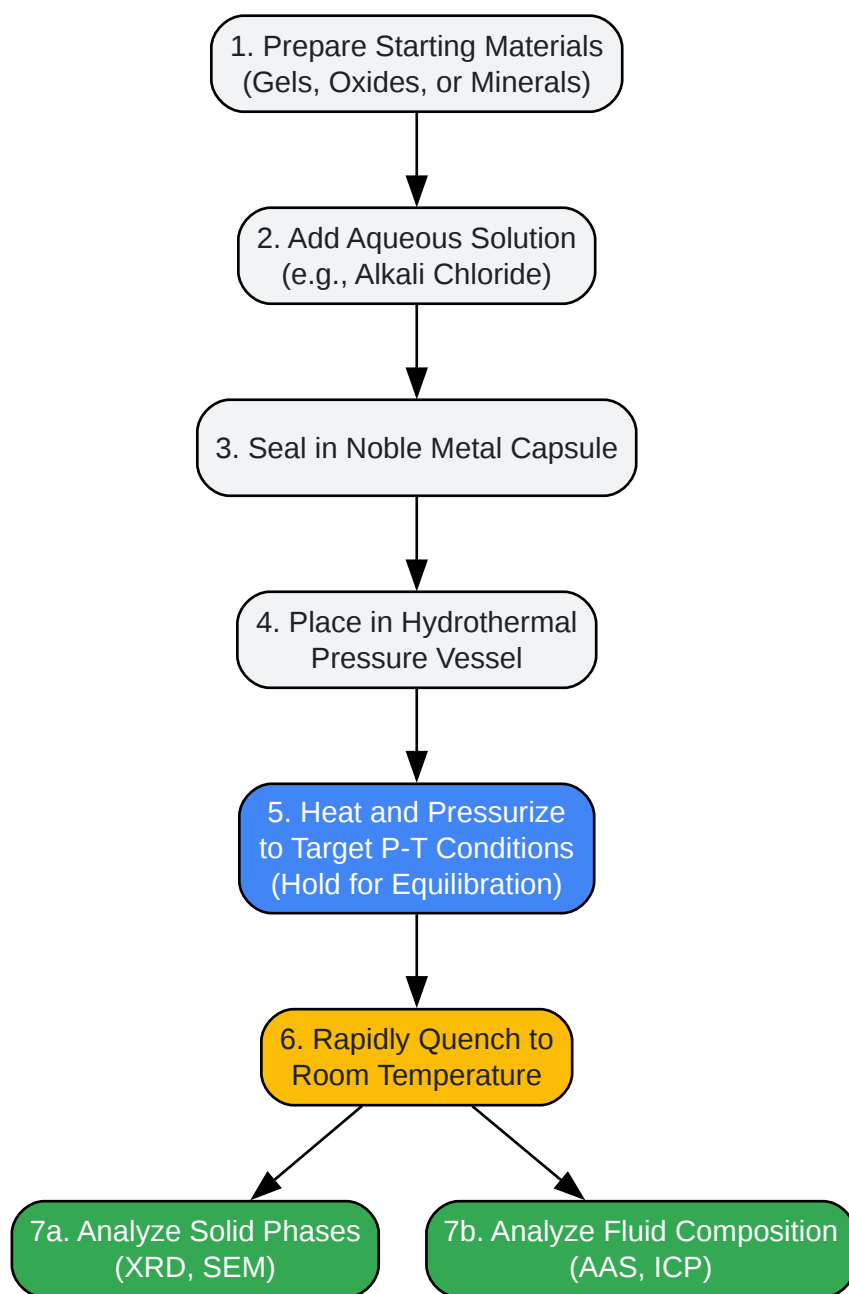 1. Prepare Starting Materials
(Gels, Oxides, or Minerals)
2. Add Aqueous Solution
(e.g., Alkali Chloride)
3. Seal in Noble Metal Capsule
4. Place in Hydrothermal
Pressure Vessel
5. Heat and Pressurize
to Target P-T Conditions
(Hold for Equilibration)
6. Rapidly Quench to
Room Temperature
7a. Analyze Solid Phases
(XRD, SEM)
7b. Analyze Fluid Composition
(AAS, ICP)